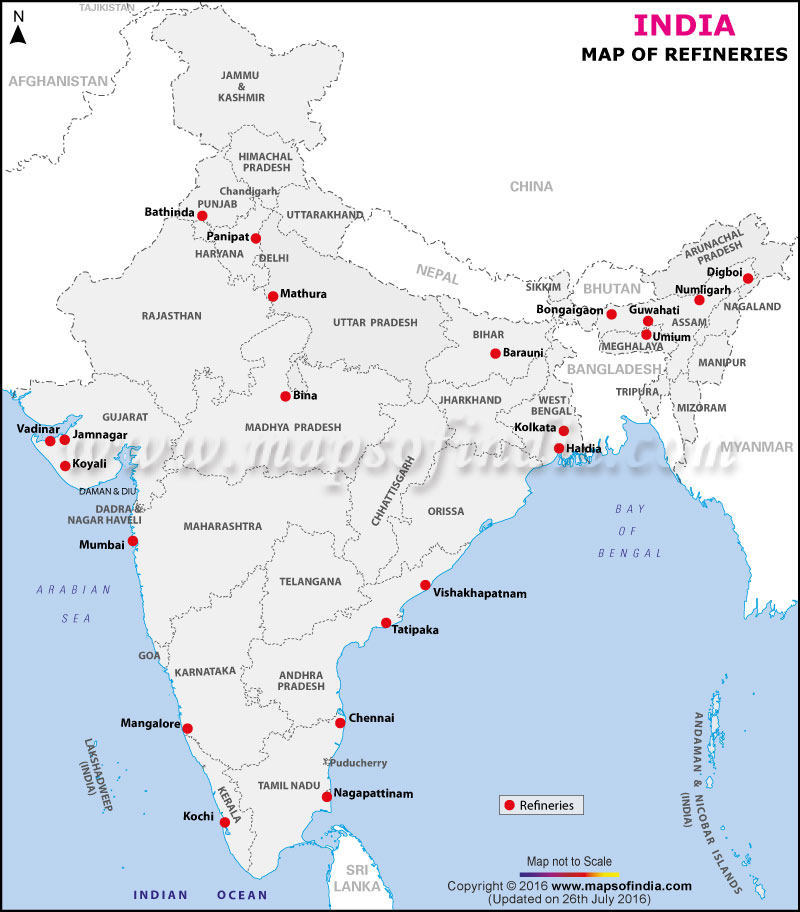 N
TAJIKISTAN
INDIA
MAP OF REFINERIES
AFGHANISTAN
JAMMU
&
KASHMIR
HIMACHAL
PRADESH
CHINA
Chandigarh
PUNJAB
Bathinda
UTTARAKHAND
Panipat
HARYANA
DELHI
ARUNACHAL
PRADESH
NEPAL
Digboi
SIKKIM
BHUTAN
Numligarh
Mathura
NAGALAND
Bongaigaon
Guwahati
RAJASTHAN
UTTAR PRADESH
ASSAM
BIHAR
Umium
MEGHALAYA
Barauni
MANIPUR
BANGLADESH
TRIPURA
Bina
JHARKHAND
WEST
BENGAL
MIZORAM
GUJARAT
Vadinar
Jamnagar
MADHYA PRADESH
Kolkata
Haldia
MYANMAR
www.mapsofindia.com
Koyali
DAMAN & DIU
CHHATTISGARH
DADRA &
NAGAR HAVELI
MAHARASHTRA
ORISSA
BAY
OF
BENGAL
Mumbai
TELANGANA
ARABIAN
SEA
Vishakhapatnam
Tatipaka
GOA
KARNATAKA
ANDHRA
PRADESH
Mangalore
Chennai
LAKSHADWEEP
(INDIA)
Puducherry
ANDAMAN & NICOBAR ISLANDS
(INDIA)
TAMIL NADU
Nagapattinam
KERALA
Kochi
Refineries
SRI
LANKA
Map not to Scale
Copyright © 2016 www.mapsofindia.com
(Updated on 26th July 2016)
INDIAN OCEAN